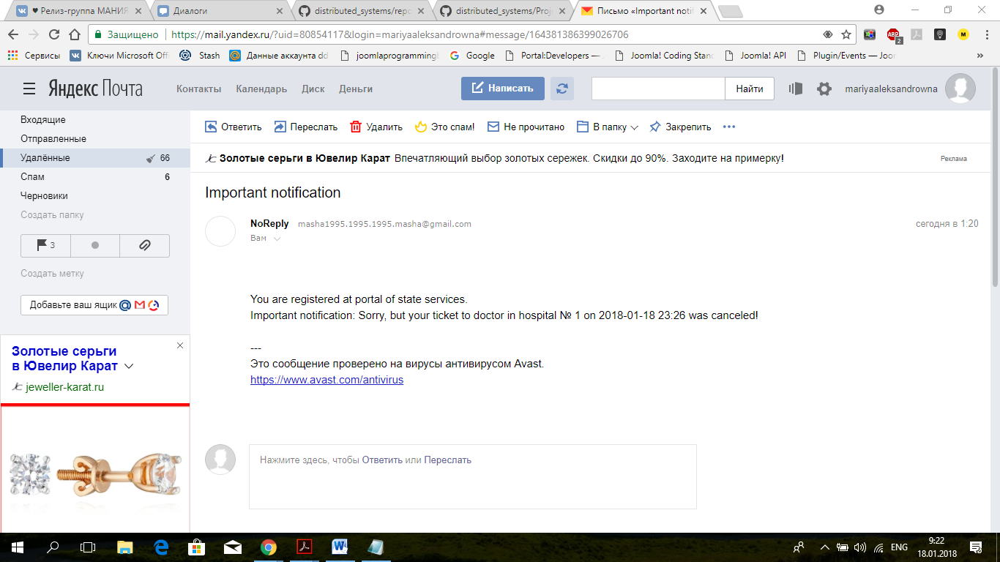 ♥ Релиз-группа МАНИЯ
Диалоги
distributed_systems/repo
distributed_systems/Proj
Письмо «Important notif
Защищено
https://mail.yandex.ru/?uid=80854117&login=mariyaaleksandrowna#message/164381386399026706
ABP
2
M
Сервисы
Ключи Microsoft Offi
Stash
Данные аккаунта dd
joomlaprogrammingb
Google
Portal:Developers —
Joomla! Coding Stan
Joomla! API
Plugin/Events — Joom
»
Яндекс Почта
Контакты
Календарь
Диск
Деньги
Написать
Найти
mariyaaleksandrowna
Входящие
Отправленные
Удалённые 66
Спам 6
Черновики
Создать папку
3
Создать метку
Добавьте ваш ящик
Золотые серьги
в Ювелир Карат
jeweller-karat.ru
Ответить
Переслать
Удалить
Это спам!
Не прочитано
В папку
Закрепить
Золотые серьги в Ювелир Карат Впечатляющий выбор золотых сережек. Скидки до 90%. Заходите на примерку!
Реклама
Important notification
NoReply masha1995.1995.1995.masha@gmail.com
сегодня в 1:20
Вам
You are registered at portal of state services.
Important notification: Sorry, but your ticket to doctor in hospital № 1 on 2018-01-18 23:26 was canceled!
---
Это сообщение проверено на вирусы антивирусом Avast.
https://www.avast.com/antivirus
Нажмите здесь, чтобы Ответить или Переслать
ENG
9:22
18.01.2018